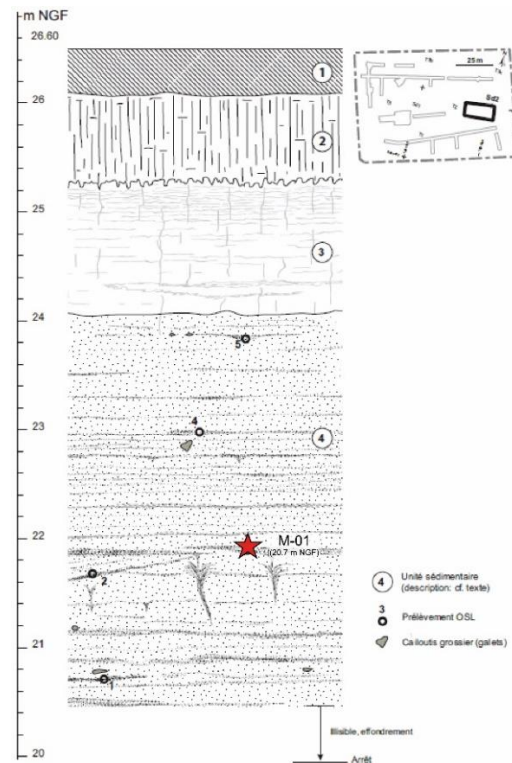 m NGF
26.60
26
25
24
23
22
21
20
1
2
3
4
5
4
M-01
(20.7 m NGF)
2
1
25 m
Sd2
4 Unité sédimentaire
(description: cf. texte)
3
Prélèvement OSL
Cailloutis grossier (galets)
Illisible, effondrement
Arrêt